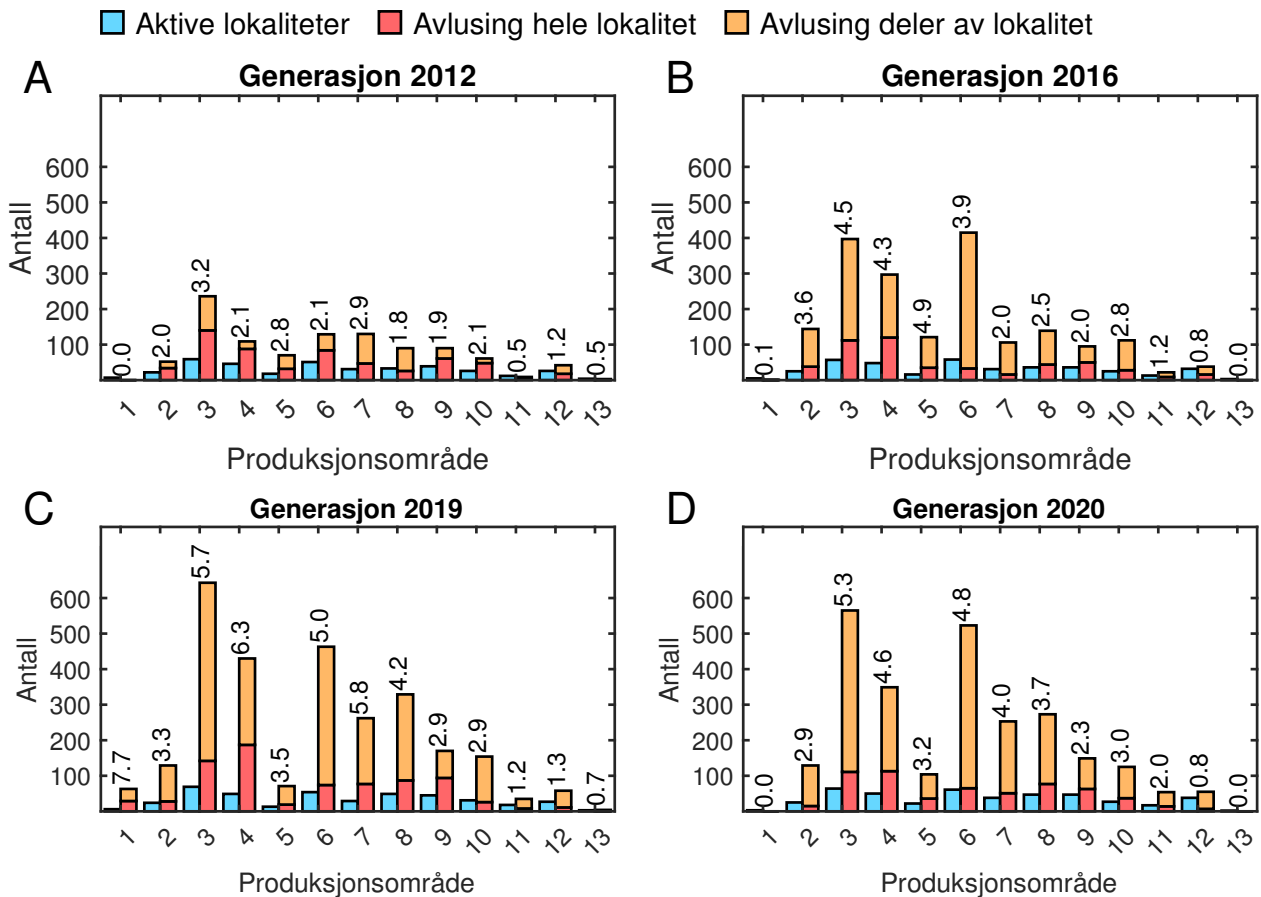 Aktive lokaliteter Avlusing hele lokalitet Avlusing deler av lokalitet
A Generasjon 2012
Antall
600
500
400
300
200
100
0.0 2.0 3.2 2.1 2.8 2.1 2.9 1.8 1.9 2.1 0.5 1.2 0.5
1 2 3 4 5 6 7 8 9 10 11 12 13
Produksjonsområde
B Generasjon 2016
Antall
600
500
400
300
200
100
0.1 3.6 4.5 4.3 4.9 3.9 2.0 2.5 2.0 2.8 1.2 0.8 0.0
1 2 3 4 5 6 7 8 9 10 11 12 13
Produksjonsområde
C Generasjon 2019
Antall
600
500
400
300
200
100
7.7 3.3 5.7 6.3 3.5 5.0 5.8 4.2 2.9 2.9 1.2 1.3 0.7
1 2 3 4 5 6 7 8 9 10 11 12 13
Produksjonsområde
D Generasjon 2020
Antall
600
500
400
300
200
100
0.0 2.9 5.3 4.6 3.2 4.8 4.0 3.7 2.3 3.0 2.0 0.8 0.0
1 2 3 4 5 6 7 8 9 10 11 12 13
Produksjonsområde